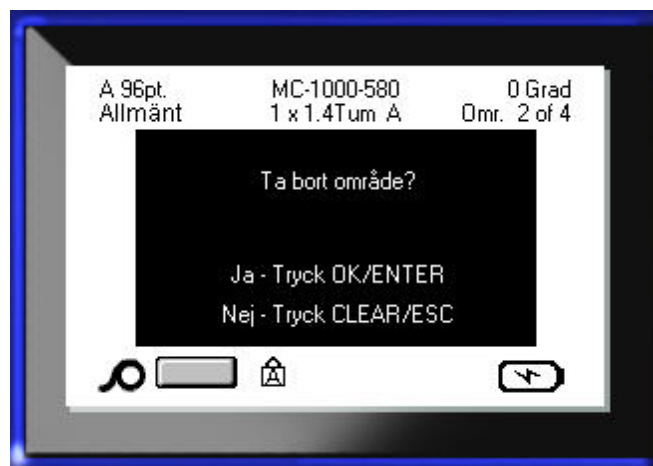 A 96pt. MC-1000-580 0 Grad
Allmänt 1 x 1.4Tum A Omr. 2 of 4
Ta bort område?
Ja - Tryck OK/ENTER
Nej - Tryck CLEAR/ESC
A